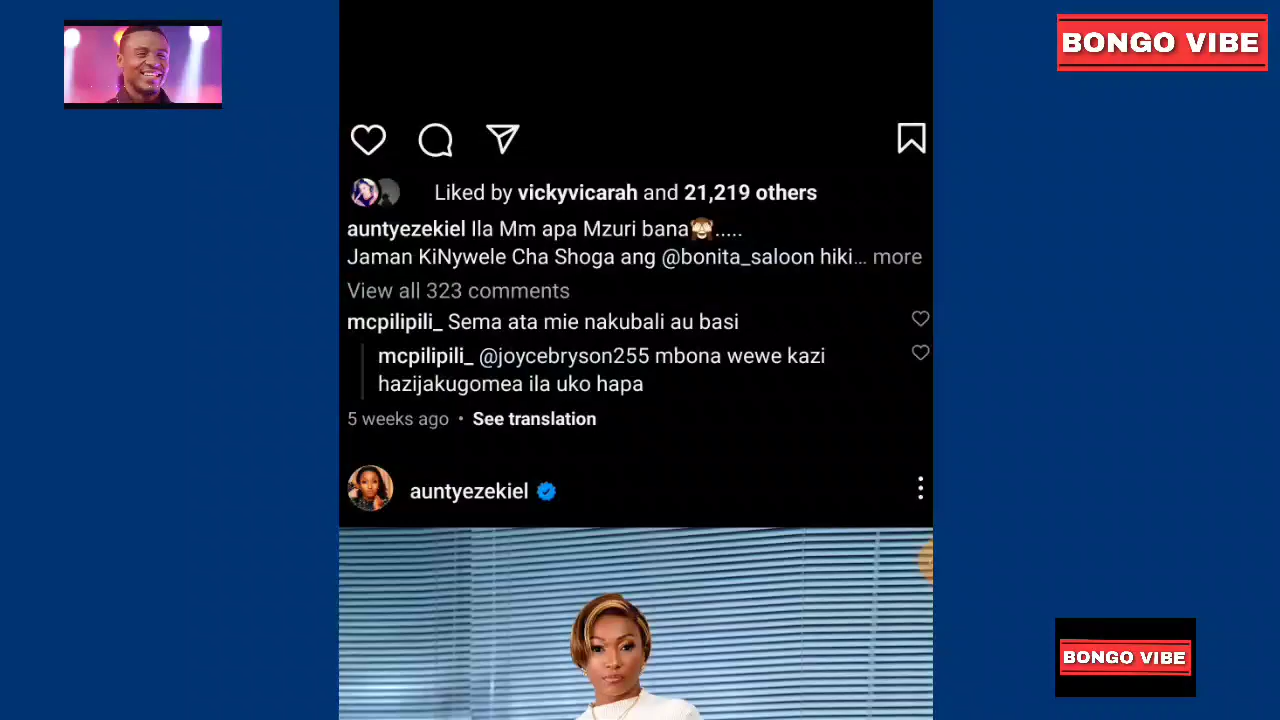 BONGO VIBE
Liked by vickyvicarah and 21,219 others
auntyezekiel Ila Mm apa Mzuri bana🙈.....
Jaman KiNywele Cha Shoga ang @bonita_saloon hiki... more
View all 323 comments
mcpilipili_ Sema ata mie nakubali au basi
mcpilipili_ @joycebryson255 mbona wewe kazi
hazijakugomea ila uko hapa
5 weeks ago • See translation
auntyezekiel
BONGO VIBE